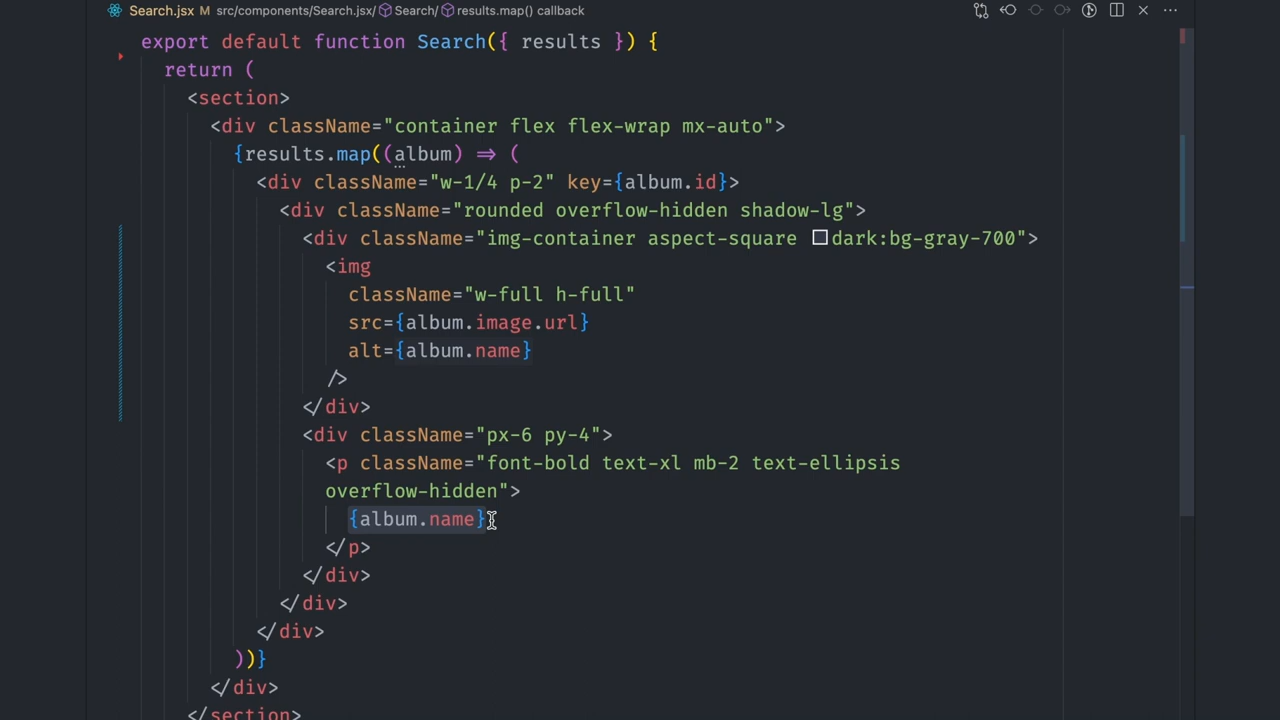 Search.jsx M src/components/Search.jsx/ Search/ results.map() callback
export default function Search({ results }) {
return (
<section>
<div className="container flex flex-wrap mx-auto">
{results.map((album) => (
<div className="w-1/4 p-2" key={album.id}>
<div className="rounded overflow-hidden shadow-lg">
<div className="img-container aspect-square dark:bg-gray-700">
<img
className="w-full h-full"
src={album.image.url}
alt={album.name}
/>
</div>
<div className="px-6 py-4">
<p className="font-bold text-xl mb-2 text-ellipsis
overflow-hidden">
{album.name}
</p>
</div>
</div>
</div>
))}
</div>
</section>